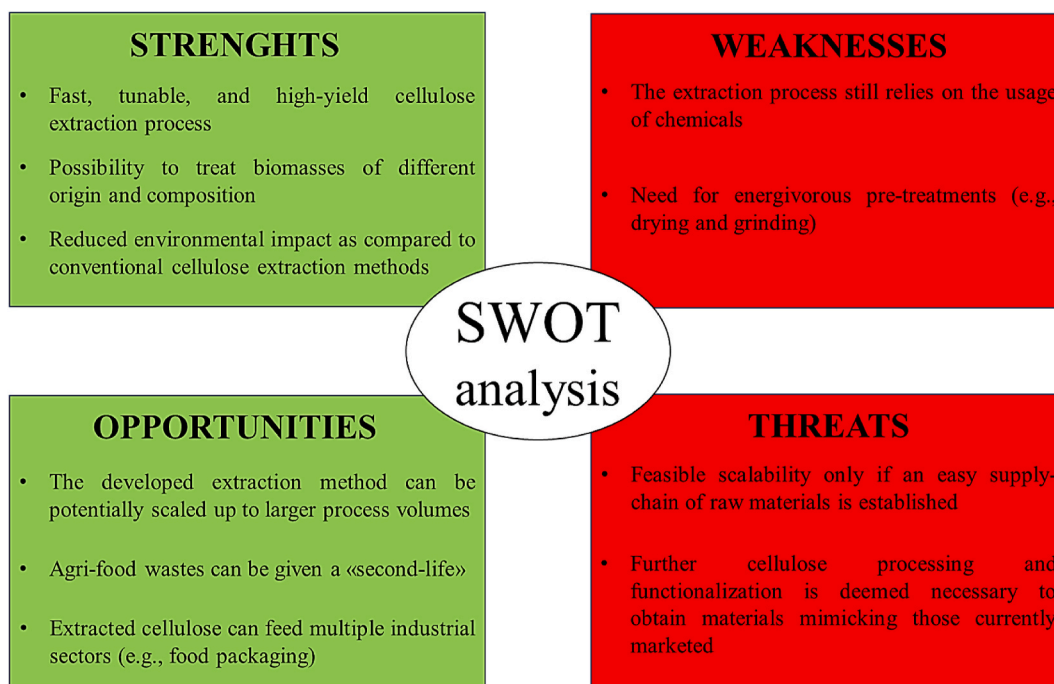 STRENGHTS
• Fast, tunable, and high-yield cellulose
extraction process
• Possibility to treat biomasses of different
origin and composition
• Reduced environmental impact as compared to
conventional cellulose extraction methods
WEAKNESSES
• The extraction process still relies on the usage
of chemicals
• Need for energivorous pre-treatments (e.g.,
drying and grinding)
SWOT
analysis
OPPORTUNITIES
• The developed extraction method can be
potentially scaled up to larger process volumes
• Agri-food wastes can be given a «second-life»
• Extracted cellulose can feed multiple industrial
sectors (e.g., food packaging)
THREATS
• Feasible scalability only if an easy supply-
chain of raw materials is established
• Further cellulose processing and
functionalization is deemed necessary to
obtain materials mimicking those currently
marketed